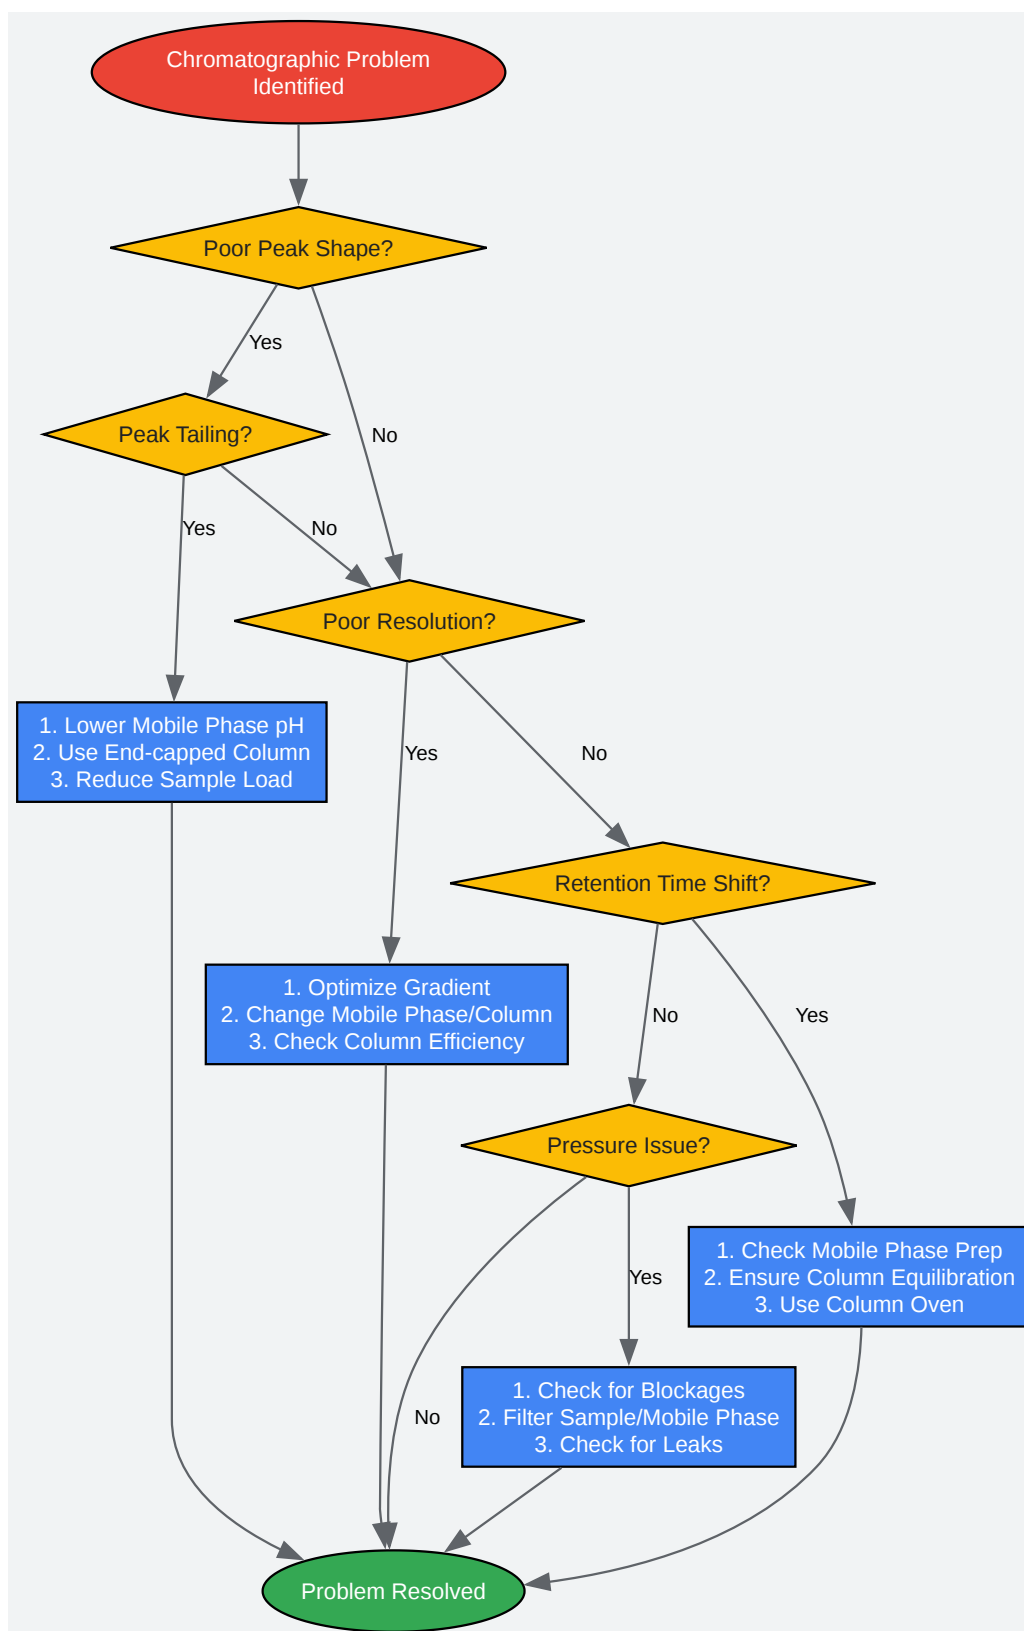 Chromatographic Problem
Identified
Poor Peak Shape?
Yes
No
Peak Tailing?
Yes
No
Poor Resolution?
Yes
No
1. Lower Mobile Phase pH
2. Use End-capped Column
3. Reduce Sample Load
Retention Time Shift?
No
Yes
1. Optimize Gradient
2. Change Mobile Phase/Column
3. Check Column Efficiency
Pressure Issue?
Yes
No
1. Check Mobile Phase Prep
2. Ensure Column Equilibration
3. Use Column Oven
1. Check for Blockages
2. Filter Sample/Mobile Phase
3. Check for Leaks
Problem Resolved